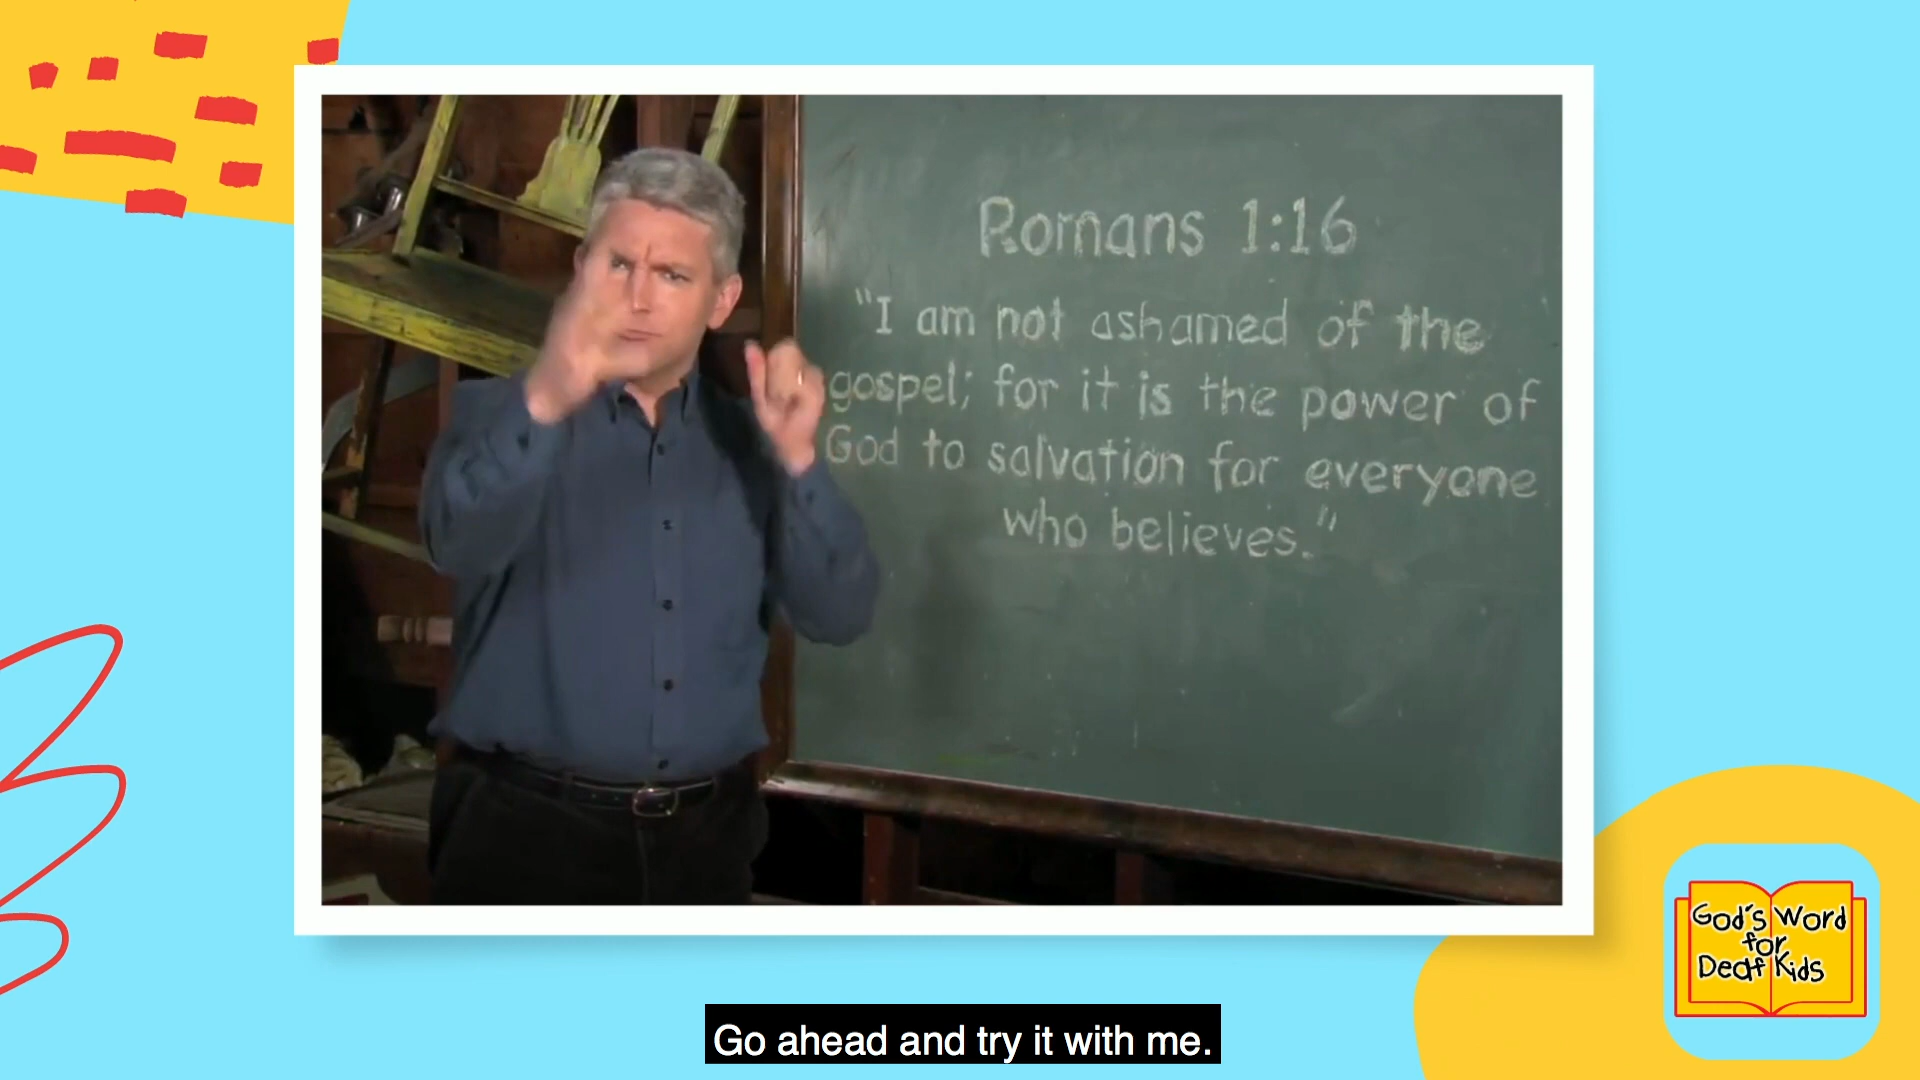 Romans 1:16
"I am not ashamed of the
gospel; for it is the power of
God to salvation for everyone
who believes."
God's Word
for
Deaf Kids
Go ahead and try it with me.